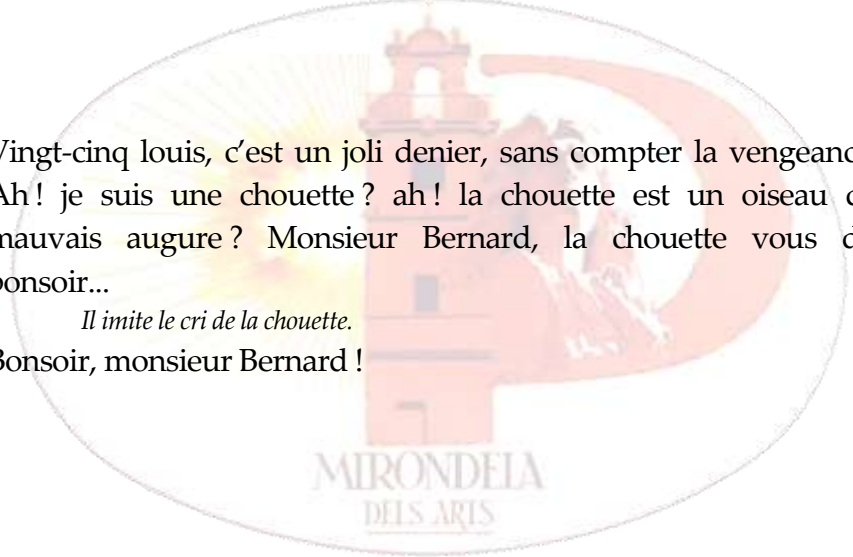 Vingt-cinq louis, c’est un joli denier, sans compter la
Ah ! je suis une chouette ? ah ! la chouette est un oiseau
mauvais augure ? Monsieur Bernard, la chouette vous
bonsoir...
Il imite le cri de la chouette.
Bonsoir, monsieur Bernard !
MIRONDELA
DELS ARTS